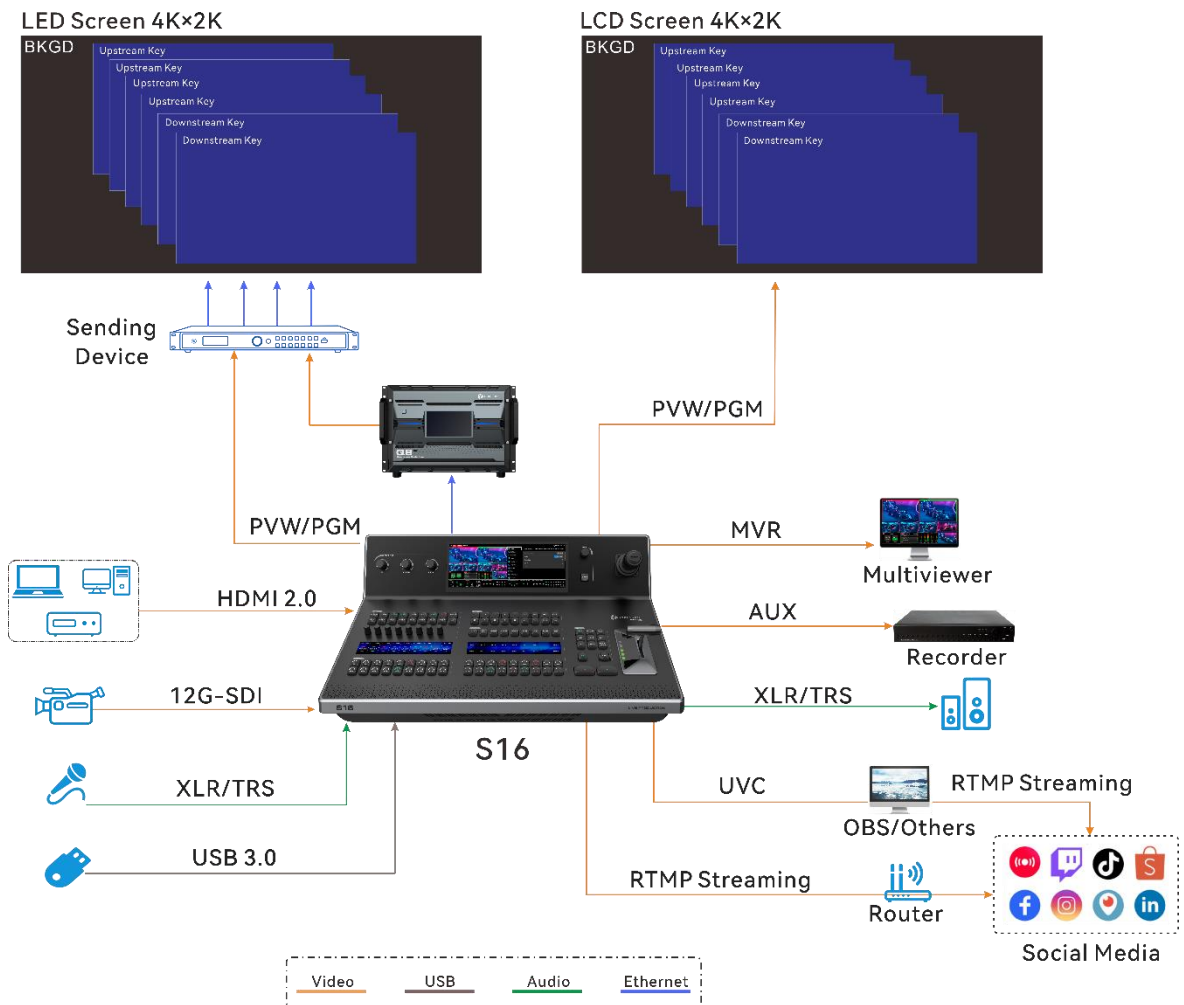 LED Screen 4K×2K
LCD Screen 4K×2K
BKGD
Upstream Key
Upstream Key
Upstream Key
Upstream Key
Downstream Key
Downstream Key
BKGD
Upstream Key
Upstream Key
Upstream Key
Upstream Key
Downstream Key
Downstream Key
Sending
Device
Q8
PVW/PGM
PVW/PGM
MVR
Multiviewer
HDMI 2.0
AUX
Recorder
12G-SDI
S16
XLR/TRS
S16
XLR/TRS
UVC
RTMP Streaming
OBS/Others
USB 3.0
RTMP Streaming
Router
Social Media
Video
USB
Audio
Ethernet